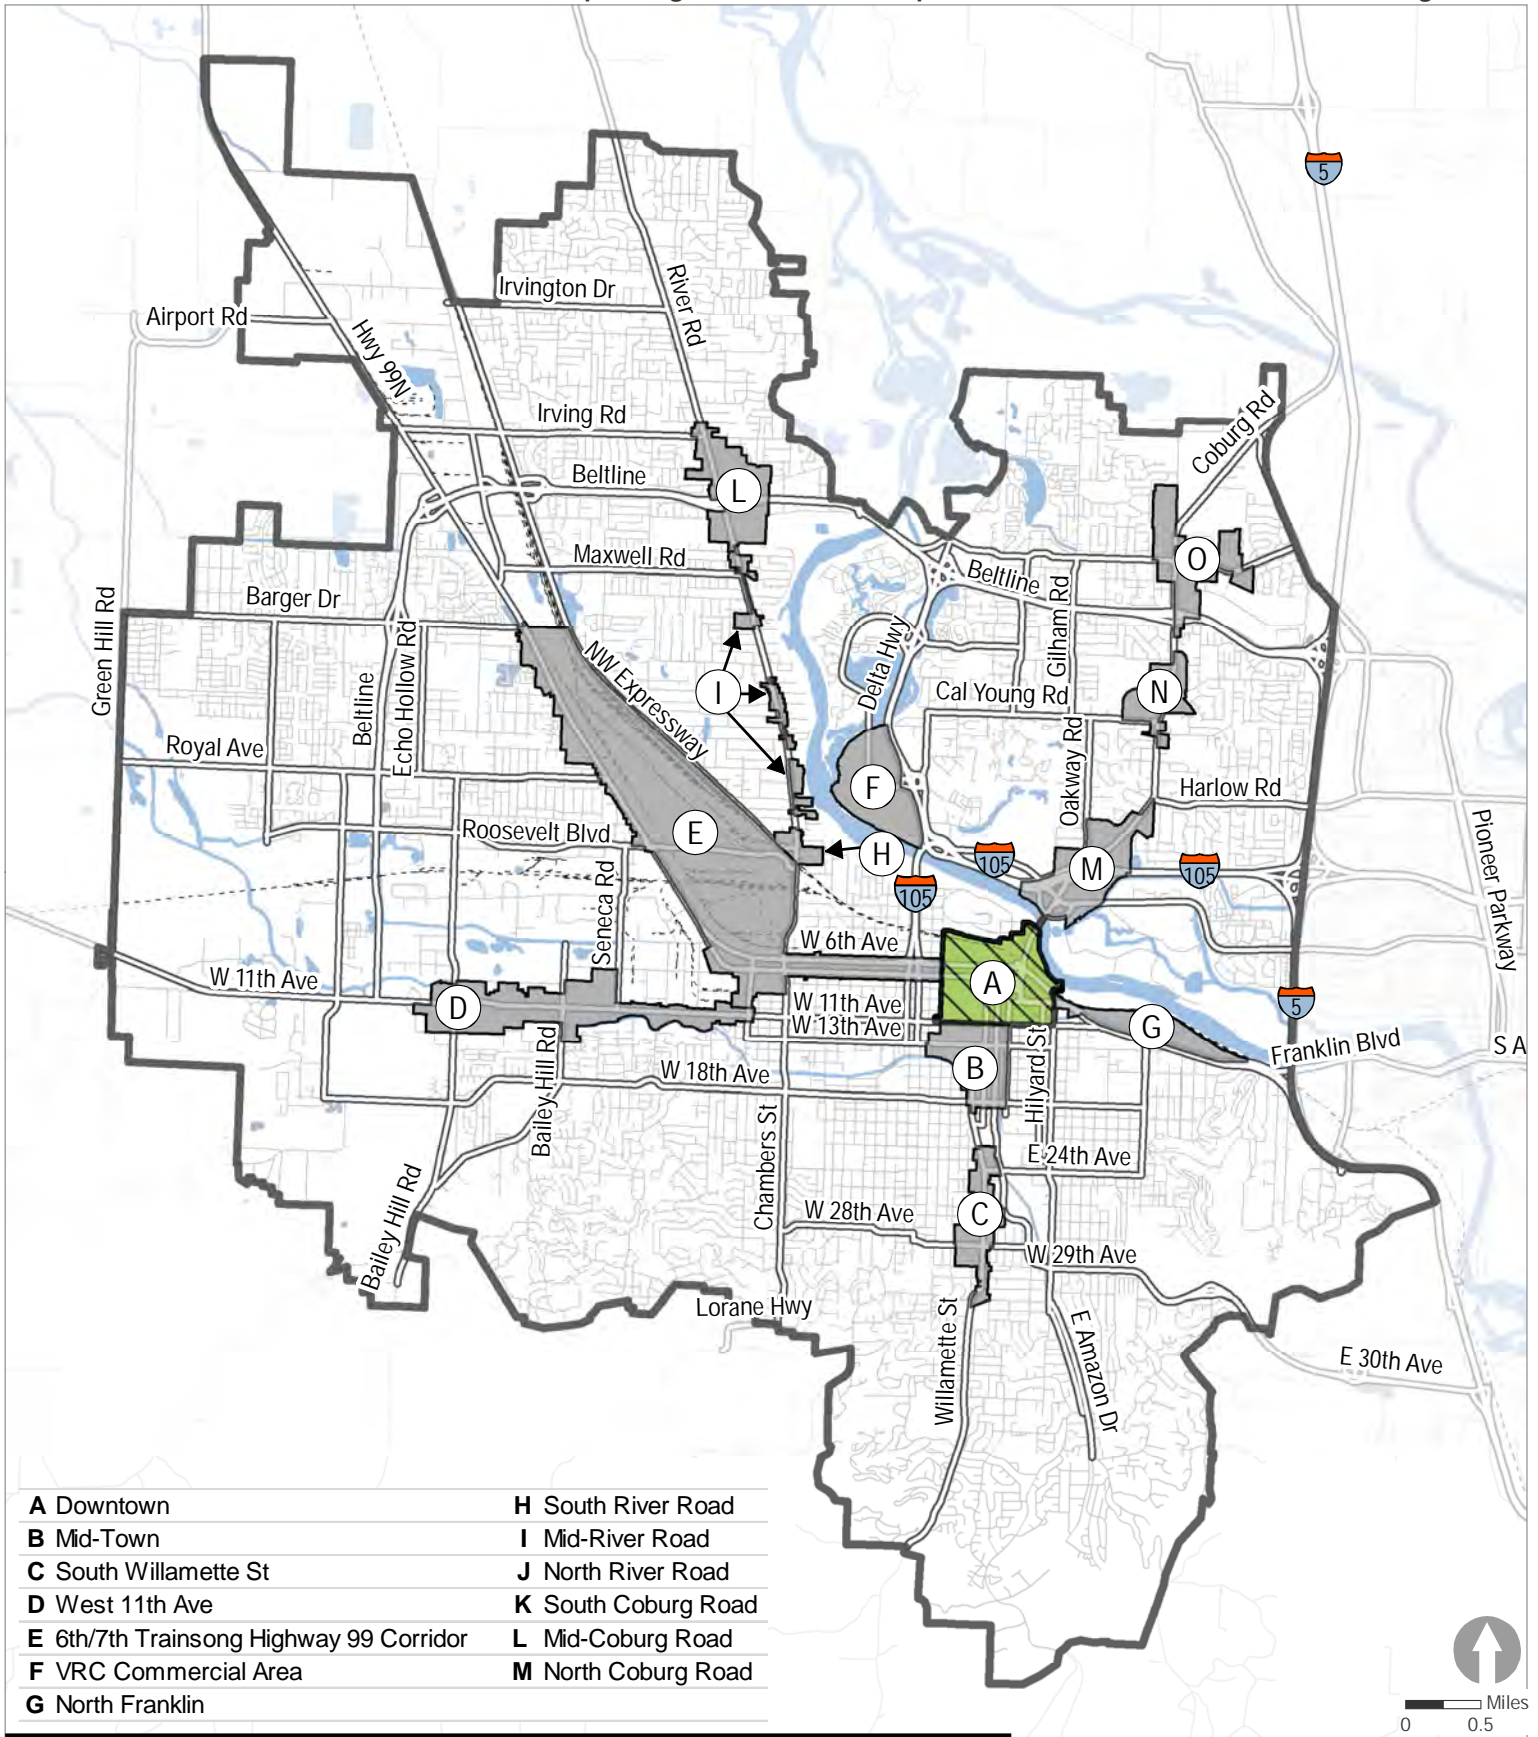 5
Irvington Dr
River Rd
Airport Rd
Hwy 99N
Irving Rd
Coburg Rd
Beltline
L
Maxwell Rd
O
Beltline
Barger Dr
Green Hill Rd
Echo Hollow Rd
Gilham Rd
Delta Hwy
NW Expressway
Beltline
I
N
Cal Young Rd
Royal Ave
Oakway Rd
F
Harlow Rd
Roosevelt Blvd
E
H
Pioneer Parkway
105
M
105
105
Seneca Rd
W 6th Ave
W 11th Ave
A
5
D
W 11th Ave
W 13th Ave
G
Franklin Blvd
S A
Bailey Hill Rd
W 18th Ave
B
Hilyard St
Chambers St
E 24th Ave
Bailey Hill Rd
W 28th Ave
C
W 29th Ave
Lorane Hwy
Willamette St
E Amazon Dr
E 30th Ave
A Downtown
B Mid-Town
C South Willamette St
D West 11th Ave
E 6th/7th Trainsong Highway 99 Corridor
F VRC Commercial Area
G North Franklin
H South River Road
I Mid-River Road
J North River Road
K South Coburg Road
L Mid-Coburg Road
M North Coburg Road
Miles
0 0.5